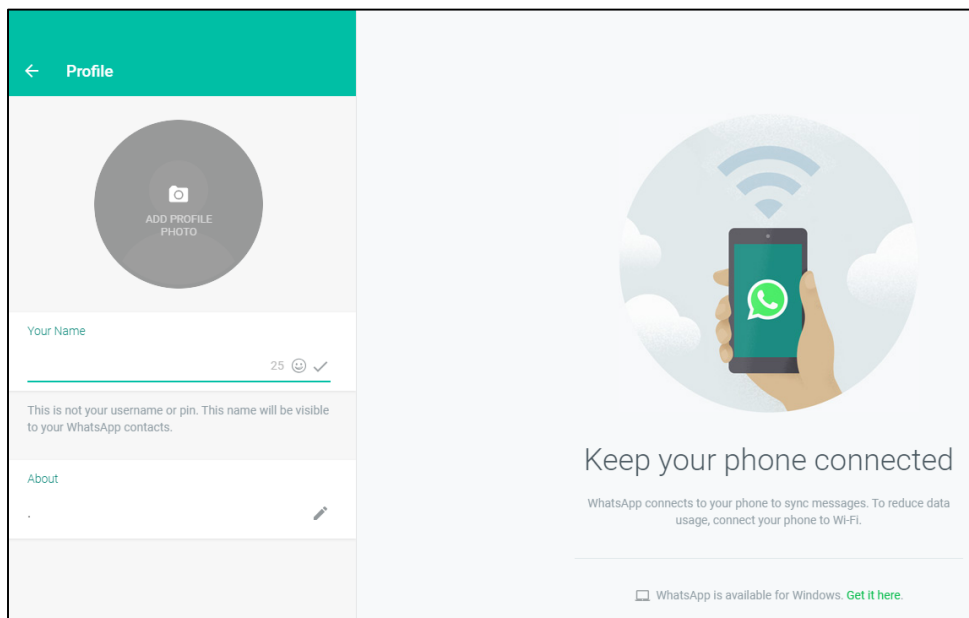 Profile
ADD PROFILE
PHOTO
Your Name
25
This is not your username or pin. This name will be visible
to your WhatsApp contacts.
About
.
Keep your phone connected
WhatsApp connects to your phone to sync messages. To reduce data
usage, connect your phone to Wi-Fi.
WhatsApp is available for Windows. Get it here.